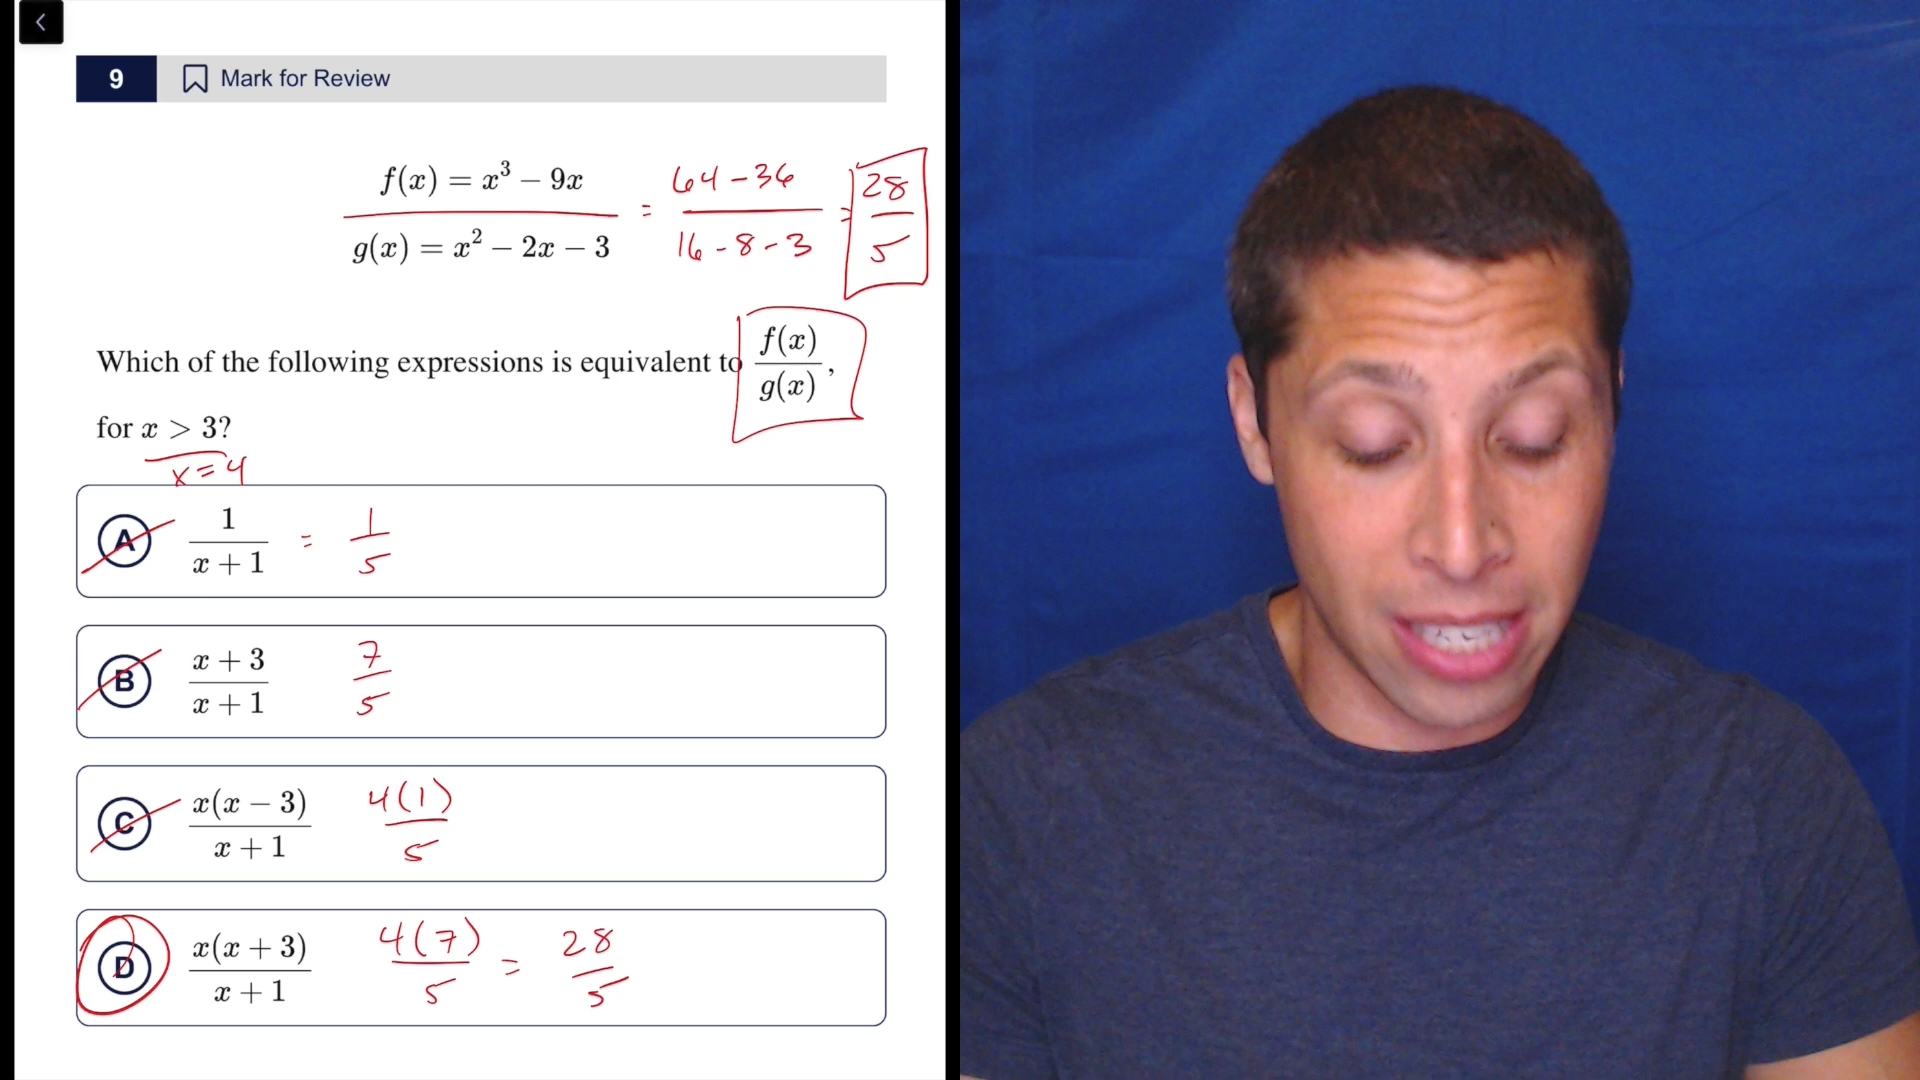 9 Mark for Review
f(x) = x³ − 9x = 64 - 36 = 28
g(x) = x² − 2x − 3 16 - 8 - 3 5
Which of the following expressions is equivalent to f(x)/g(x),
for x > 3?
x = 4
A 1/(x + 1) = 1/5
B (x + 3)/(x + 1) 7/5
C x(x − 3)/(x + 1) 4(1)/5
D x(x + 3)/(x + 1) 4(7)/5 = 28/5